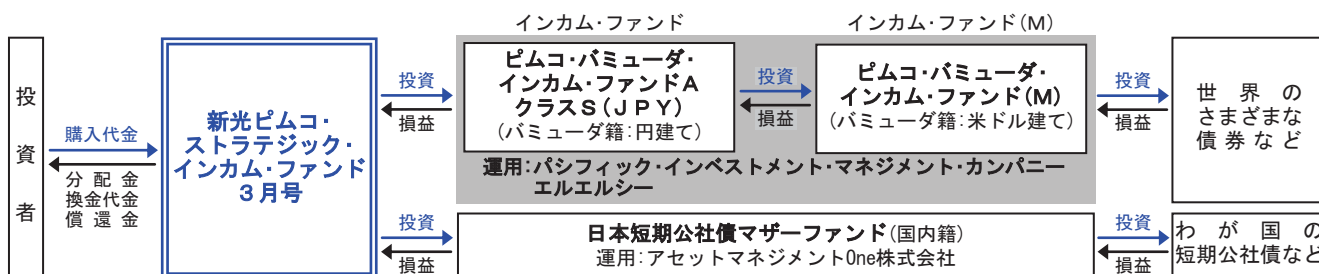 インカム・ファンド
インカム・ファンド(M)
投資者
購入代金
分配金
換金代金
償還金
新光ピムコ・
ストラテジック・
インカム・ファンド
3月号
投資
損益
ピムコ・バミューダ・
インカム・ファンドA
クラスS(JPY)
(バミューダ籍:円建て)
投資
損益
ピムコ・バミューダ・
インカム・ファンド(M)
(バミューダ籍:米ドル建て)
運用:パシフィック・インベストメント・マネジメント・カンパニー
エルエルシー
投資
損益
世界の
さまざまな
債券など
投資
損益
日本短期公社債マザーファンド(国内籍)
運用:アセットマネジメントOne株式会社
投資
損益
わが国の
短期公社債など